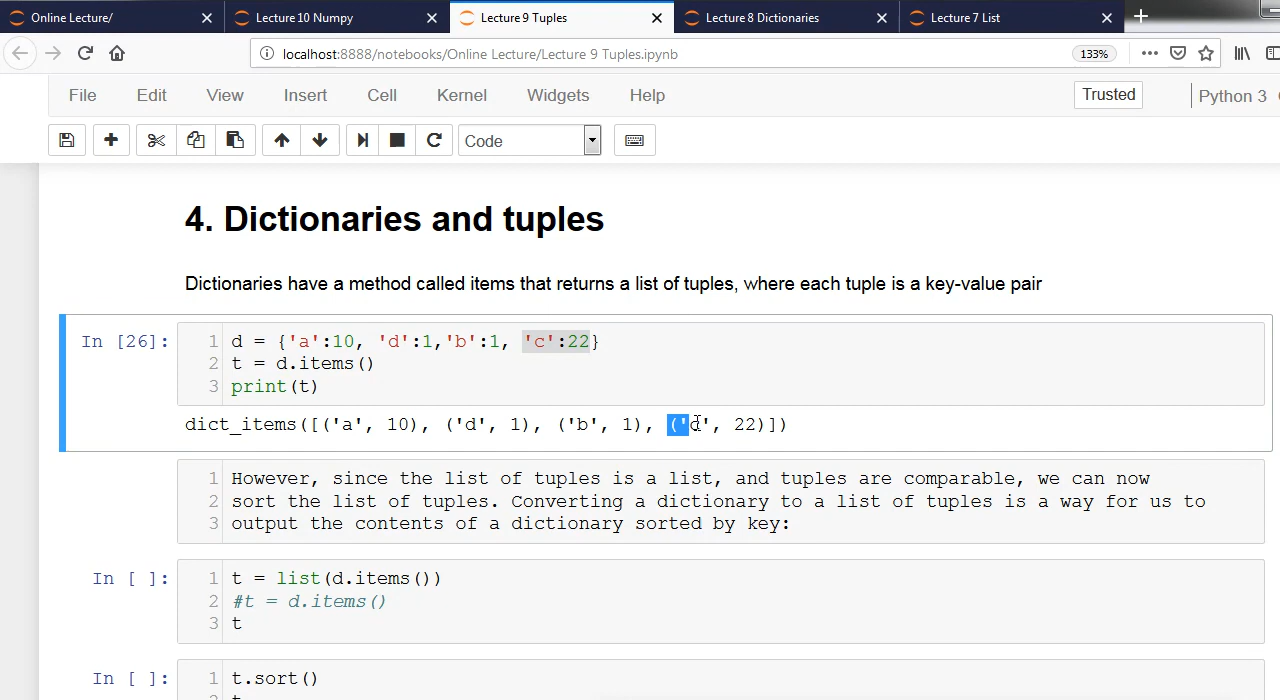 Online Lecture/ Lecture 10 Numpy Lecture 9 Tuples Lecture 8 Dictionaries Lecture 7 List
localhost:8888/notebooks/Online Lecture/Lecture 9 Tuples.ipynb 133%
File Edit View Insert Cell Kernel Widgets Help Trusted Python 3
Code
4. Dictionaries and tuples
Dictionaries have a method called items that returns a list of tuples, where each tuple is a key-value pair
In [26]: 1 d = {'a':10, 'd':1,'b':1, 'c':22}
2 t = d.items()
3 print(t)
dict_items([('a', 10), ('d', 1), ('b', 1), ('c', 22)])
1 However, since the list of tuples is a list, and tuples are comparable, we can now
2 sort the list of tuples. Converting a dictionary to a list of tuples is a way for us to
3 output the contents of a dictionary sorted by key:
In [ ]: 1 t = list(d.items())
2 #t = d.items()
3 t
In [ ]: 1 t.sort()